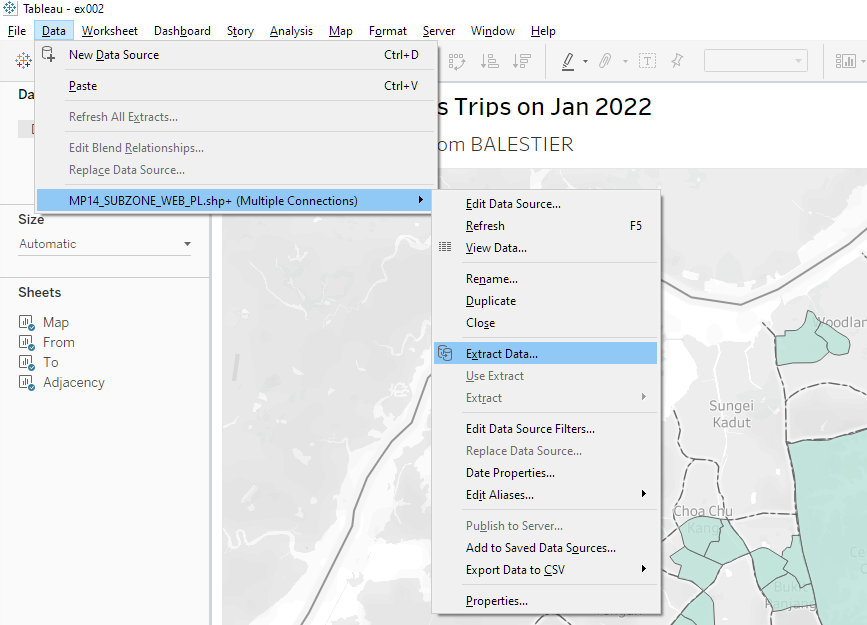 Tableau - ex002
File Data Worksheet Dashboard Story Analysis Map Format Server Window Help
New Data Source Ctrl+D
Paste Ctrl+V
Refresh All Extracts...
Edit Blend Relationships...
Replace Data Source...
MP14_SUBZONE_WEB_PL.shp+ (Multiple Connections)
Da
s Trips on Jan 2022
om BALESTIER
Size
Automatic
Sheets
Map
From
To
Adjacency
Edit Data Source...
Refresh F5
View Data...
Rename...
Duplicate
Close
Extract Data...
Use Extract
Extract
Edit Data Source Filters...
Replace Data Source...
Date Properties...
Edit Aliases...
Publish to Server...
Add to Saved Data Sources...
Export Data to CSV
Properties...
Woodlan
Sungei
Kadut
Choa Chu
Kang
Ce
C
Bukit
Panjang